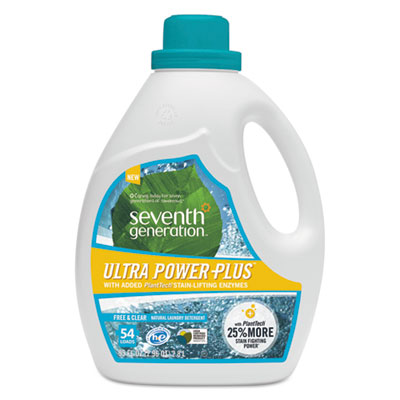 NEW
seventh
generation.
ULTRA POWER PLUS
WITH ADDED PlantTech STAIN-LIFTING ENZYMES
FREE & CLEAR NATURAL LAUNDRY DETERGENT
54
LOADS
he
with PlantTech
25% MORE
STAIN FIGHTING
POWER